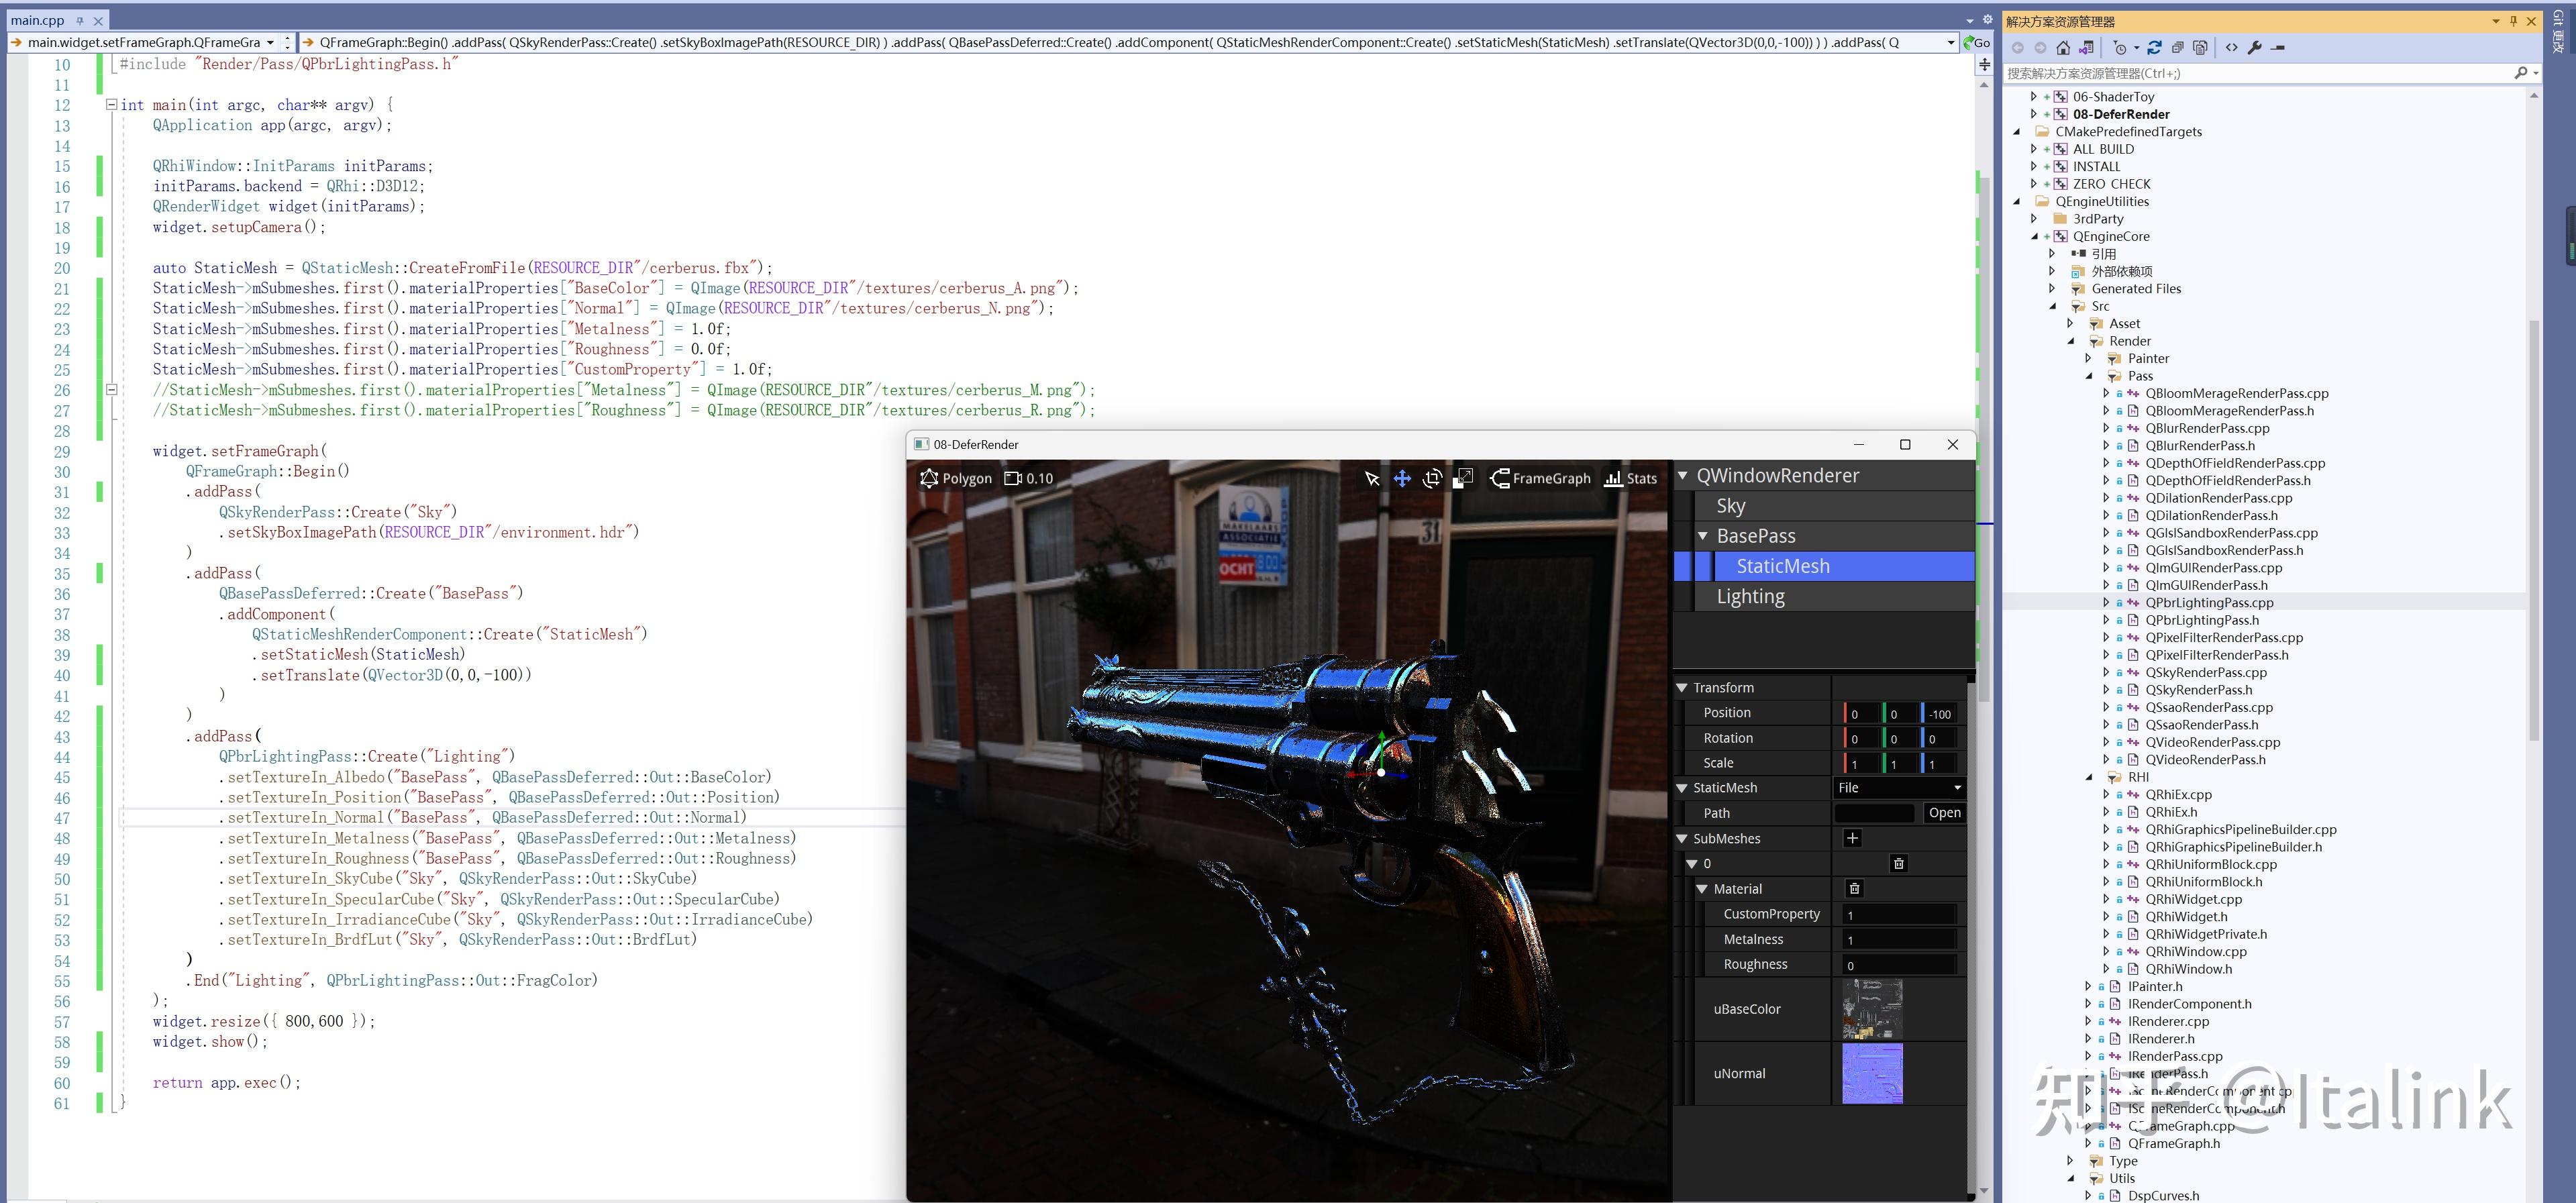 main.cpp
main.widget.setFrameGraph.QFrameGra
QFrameGraph::Begin() .addPass( QSkyRenderPass::Create() .setSkyBoxImagePath(RESOURCE_DIR) ) .addPass( QBasePassDeferred::Create() .addComponent( QStaticMeshRenderComponent::Create() .setStaticMesh(StaticMesh) .setTranslate(QVector3D(0,0,-100)) ) ) .addPass( Q
Go
10 #include "Render/Pass/QPbrLightingPass.h"
11
12 int main(int argc, char** argv) {
13 QApplication app(argc, argv);
14
15 QRhiWindow::InitParams initParams;
16 initParams.backend = QRhi::D3D12;
17 QRenderWidget widget(initParams);
18 widget.setupCamera();
19
20 auto StaticMesh = QStaticMesh::CreateFromFile(RESOURCE_DIR"/cerberus.fbx");
21 StaticMesh->mSubmeshes.first().materialProperties["BaseColor"] = QImage(RESOURCE_DIR"/textures/cerberus_A.png");
22 StaticMesh->mSubmeshes.first().materialProperties["Normal"] = QImage(RESOURCE_DIR"/textures/cerberus_N.png");
23 StaticMesh->mSubmeshes.first().materialProperties["Metalness"] = 1.0f;
24 StaticMesh->mSubmeshes.first().materialProperties["Roughness"] = 0.0f;
25 StaticMesh->mSubmeshes.first().materialProperties["CustomProperty"] = 1.0f;
26 //StaticMesh->mSubmeshes.first().materialProperties["Metalness"] = QImage(RESOURCE_DIR"/textures/cerberus_M.png");
27 //StaticMesh->mSubmeshes.first().materialProperties["Roughness"] = QImage(RESOURCE_DIR"/textures/cerberus_R.png");
28
29 widget.setFrameGraph(
30 QFrameGraph::Begin()
31 .addPass(
32 QSkyRenderPass::Create("Sky")
33 .setSkyBoxImagePath(RESOURCE_DIR"/environment.hdr")
34 )
35 .addPass(
36 QBasePassDeferred::Create("BasePass")
37 .addComponent(
38 QStaticMeshRenderComponent::Create("StaticMesh")
39 .setStaticMesh(StaticMesh)
40 .setTranslate(QVector3D(0,0,-100))
41 )
42 )
43 .addPass(
44 QPbrLightingPass::Create("Lighting")
45 .setTextureIn_Albedo("BasePass", QBasePassDeferred::Out::BaseColor)
46 .setTextureIn_Position("BasePass", QBasePassDeferred::Out::Position)
47 .setTextureIn_Normal("BasePass", QBasePassDeferred::Out::Normal)
48 .setTextureIn_Metalness("BasePass", QBasePassDeferred::Out::Metalness)
49 .setTextureIn_Roughness("BasePass", QBasePassDeferred::Out::Roughness)
50 .setTextureIn_SkyCube("Sky", QSkyRenderPass::Out::SkyCube)
51 .setTextureIn_SpecularCube("Sky", QSkyRenderPass::Out::SpecularCube)
52 .setTextureIn_IrradianceCube("Sky", QSkyRenderPass::Out::IrradianceCube)
53 .setTextureIn_BrdfLut("Sky", QSkyRenderPass::Out::BrdfLut)
54 )
55 .End("Lighting", QPbrLightingPass::Out::FragColor)
56 );
57 widget.resize({ 800,600 });
58 widget.show();
59
60 return app.exec();
61 }
08-DeferRender
Polygon 0.10 FrameGraph Stats
MAKELAARS
ASSOCIATIE
OCHT
31
QWindowRenderer
Sky
BasePass
StaticMesh
Lighting
Transform
Position 0 0 -100
Rotation 0 0 0
Scale 1 1 1
StaticMesh File
Path Open
SubMeshes +
0
Material
CustomProperty 1
Metalness 1
Roughness 0
uBaseColor
uNormal
解决方案资源管理器
搜索解决方案资源管理器(Ctrl+;)
06-ShaderToy
08-DeferRender
CMakePredefinedTargets
ALL_BUILD
INSTALL
ZERO_CHECK
QEngineUtilities
3rdParty
QEngineCore
引用
外部依赖项
Generated Files
Src
Asset
Render
Painter
Pass
QBloomMerageRenderPass.cpp
QBloomMerageRenderPass.h
QBlurRenderPass.cpp
QBlurRenderPass.h
QDepthOfFieldRenderPass.cpp
QDepthOfFieldRenderPass.h
QDilationRenderPass.cpp
QDilationRenderPass.h
QGlslSandboxRenderPass.cpp
QGlslSandboxRenderPass.h
QImGUIRenderPass.cpp
QImGUIRenderPass.h
QPbrLightingPass.cpp
QPbrLightingPass.h
QPixelFilterRenderPass.cpp
QPixelFilterRenderPass.h
QSkyRenderPass.cpp
QSkyRenderPass.h
QSsaoRenderPass.cpp
QSsaoRenderPass.h
QVideoRenderPass.cpp
QVideoRenderPass.h
RHI
QRhiEx.cpp
QRhiEx.h
QRhiGraphicsPipelineBuilder.cpp
QRhiGraphicsPipelineBuilder.h
QRhiUniformBlock.cpp
QRhiUniformBlock.h
QRhiWidget.cpp
QRhiWidget.h
QRhiWidgetPrivate.h
QRhiWindow.cpp
QRhiWindow.h
IPainter.h
IRenderComponent.h
IRenderer.cpp
IRenderer.h
IRenderPass.cpp
IRenderPass.h
ISceneRenderComponent.cpp
ISceneRenderComponent.h
QFrameGraph.cpp
QFrameGraph.h
Type
Utils
DspCurves.h
Git 更改
知乎 @Italink